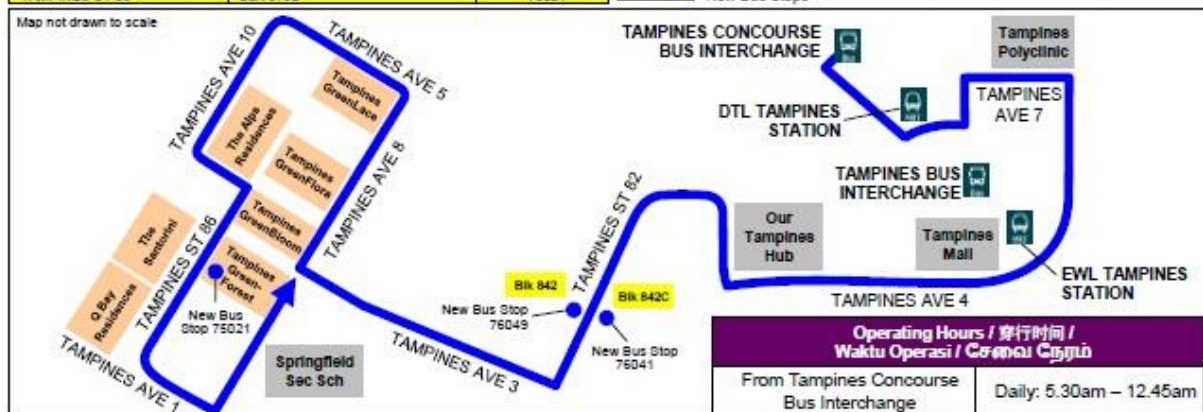 Map not drawn to scale
TAMPINES AVE 10
TAMPINES AVE 5
Tampines
GreenLace
The Alps
Residences
Tampines
GreenFlora
TAMPINES AVE 8
Tampines
GreenBloom
The
Santorini
TAMPINES ST 86
Tampines
Green-
Forest
Q Bay
Residences
New Bus
Stop 75021
TAMPINES AVE 1
Springfield
Sec Sch
TAMPINES AVE 3
TAMPINES ST 82
Blk 842
New Bus Stop
76049
Blk 842C
New Bus Stop
76041
TAMPINES CONCOURSE
BUS INTERCHANGE
Tampines
Polyclinic
DTL TAMPINES
STATION
TAMPINES
AVE 7
TAMPINES BUS
INTERCHANGE
Our
Tampines
Hub
Tampines
Mall
EWL TAMPINES
STATION
TAMPINES AVE 4
Operating Hours / 穿行时间 /
Waktu Operasi / சேவை நேரம்
From Tampines Concourse
Bus Interchange
Daily: 5.30am – 12.45am